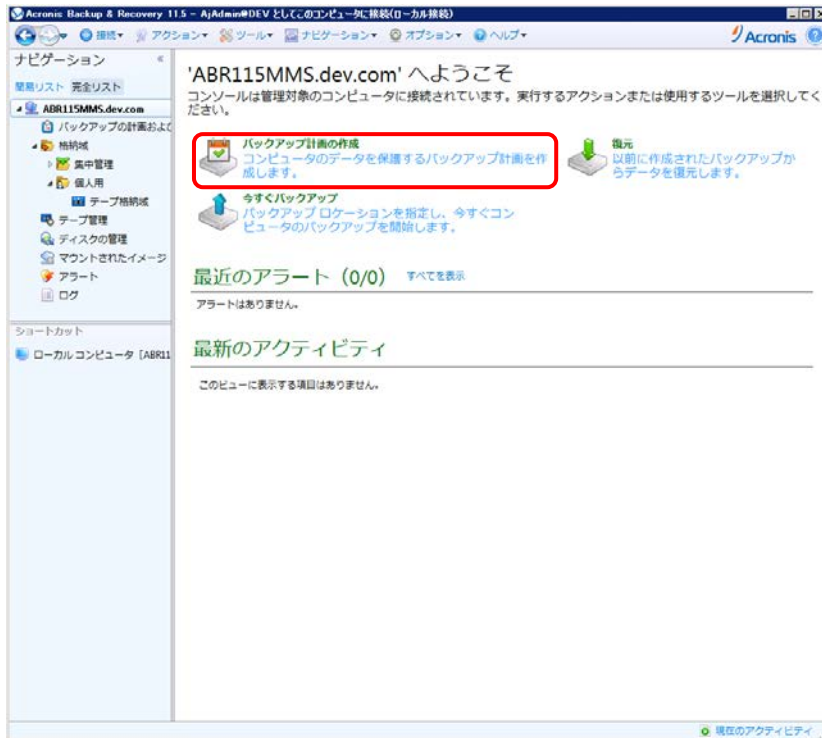 Acronis Backup & Recovery 11.5 - AjAdmin@DEV としてこのコンピュータに接続(ローカル接続)
接続 アクション ツール ナビゲーション オプション ヘルプ Acronis
ナビゲーション
簡易リスト 完全リスト
ABR115MMS.dev.com
バックアップの計画およ
格納域
集中管理
個人用
テープ格納域
テープ管理
ディスクの管理
マウントされたイメージ
アラート
ログ
ショートカット
ローカル コンピュータ [ABR11
'ABR115MMS.dev.com' へようこそ
コンソールは管理対象のコンピュータに接続されています。実行するアクションまたは使用するツールを選択してく
ださい。
バックアップ計画の作成
コンピュータのデータを保護するバックアップ計画を作
成します。
復元
以前に作成されたバックアップか
らデータを復元します。
今すぐバックアップ
バックアップ ロケーションを指定し、今すぐコン
ピュータのバックアップを開始します。
最近のアラート (0/0) すべてを表示
アラートはありません。
最新のアクティビティ
このビューに表示する項目はありません。
現在のアクティビティ